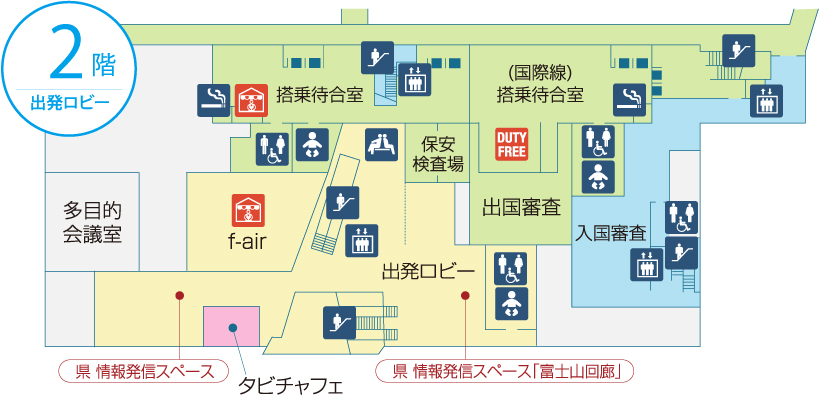 2階
出発ロビー
搭乗待合室
(国際線)
搭乗待合室
保安
検査場
DUTY
FREE
多目的
会議室
f-air
出国審査
入国審査
出発ロビー
県 情報発信スペース
タビチャフェ
県 情報発信スペース「富士山回廊」